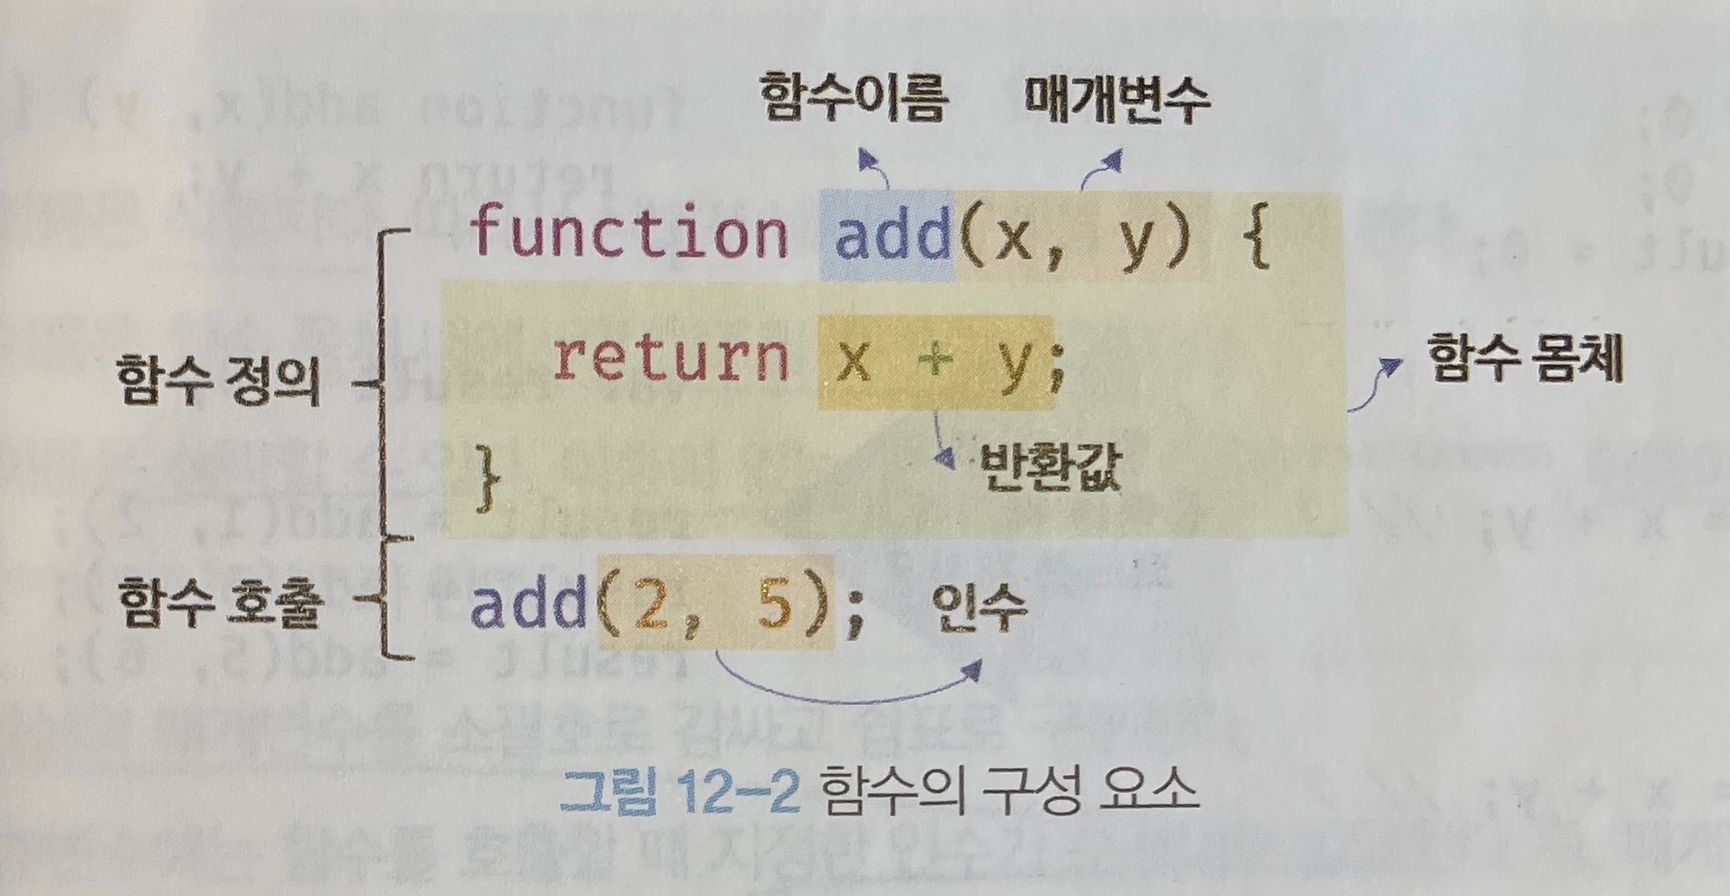 함수이름 매개변수
function add(x, y) {
함수 정의 return x + y; 함수 몸체
} 반환값
함수 호출 add(2, 5); 인수
그림 12-2 함수의 구성 요소